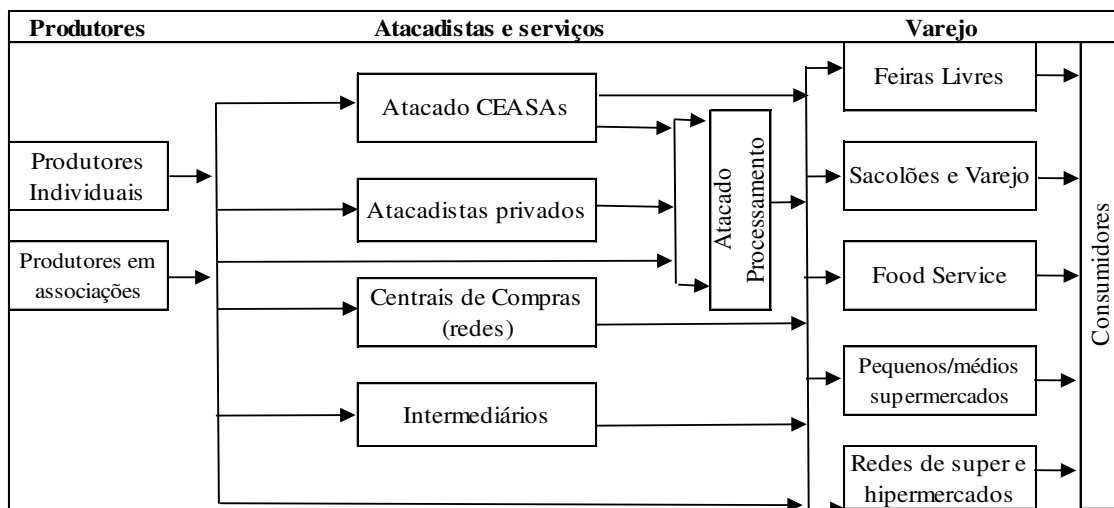 Produtores
Atacadistas e serviços
Varejo
Produtores
Individuais
Produtores em
associações
Atacado CEASAs
Atacadistas privados
Centrais de Compras
(redes)
Intermediários
Atacado
Processamento
Feiras Livres
Sacolões e Varejo
Food Service
Pequenos/médios
supermercados
Redes de super e
hipermercados
Consumidores